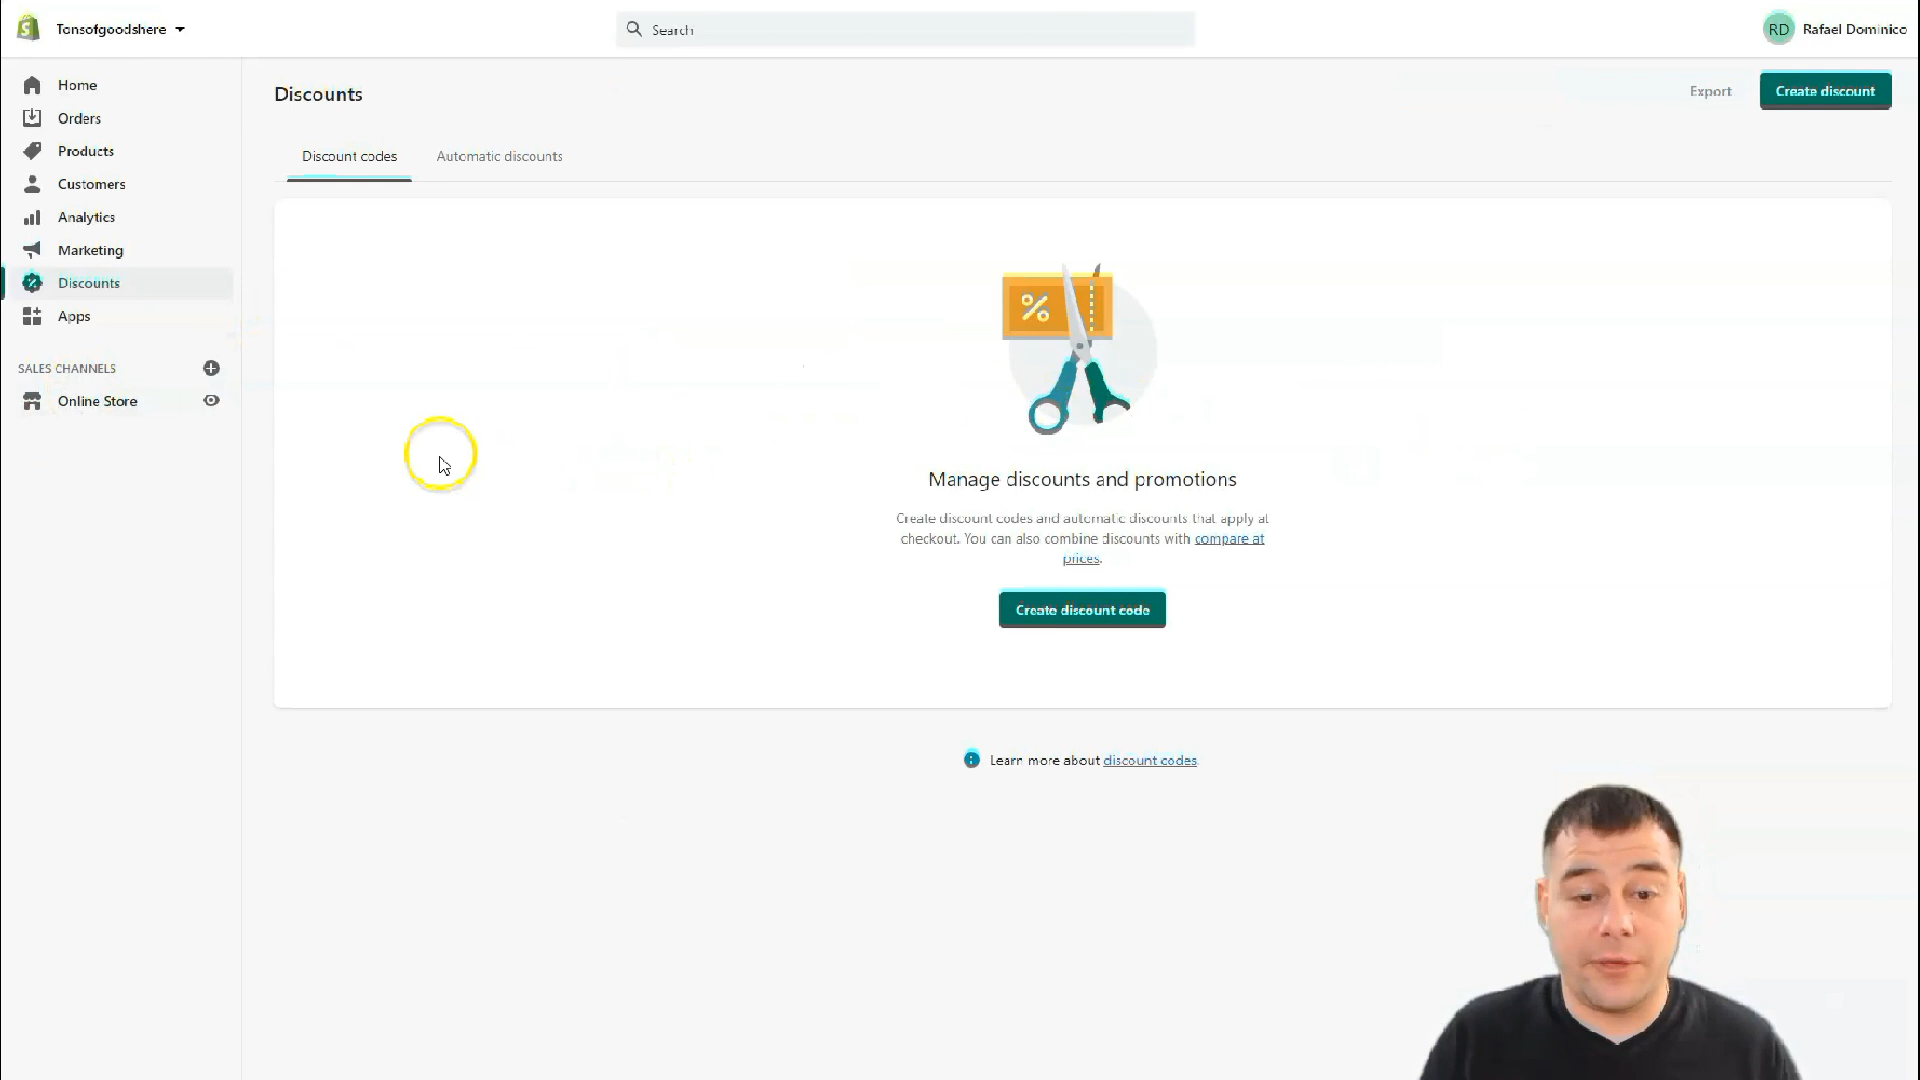 Tonsofgoodshere
Search
RD Rafael Dominico
Home
Orders
Products
Customers
Analytics
Marketing
Discounts
Apps
SALES CHANNELS
Online Store
Discounts
Export
Create discount
Discount codes
Automatic discounts
%
Manage discounts and promotions
Create discount codes and automatic discounts that apply at
checkout. You can also combine discounts with compare at
prices.
Create discount code
Learn more about discount codes.